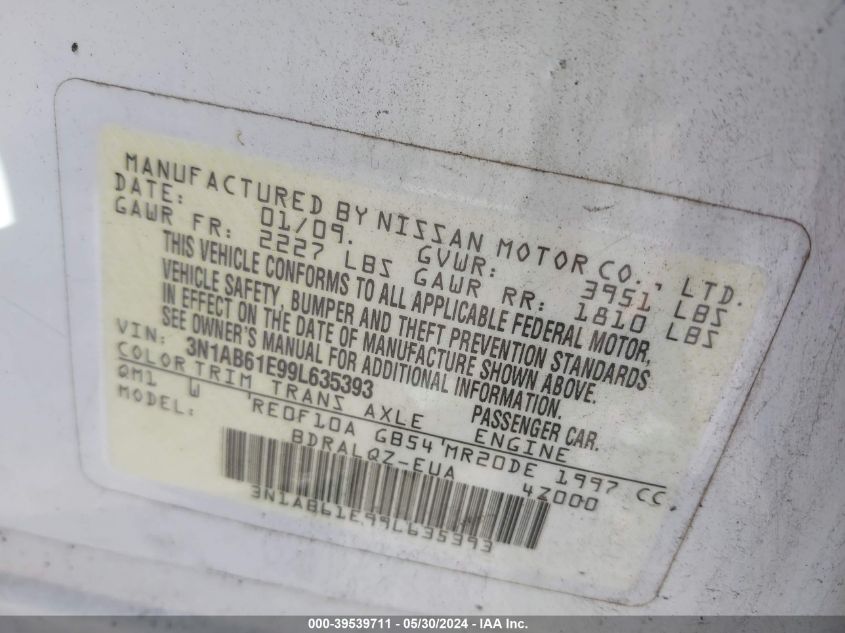 MANUFACTURED BY NISSAN MOTOR CO., LTD.
DATE: 01/09. GVWR: 3951 LBS
GAWR FR: 2227 LBS GAWR RR: 1810 LBS
THIS VEHICLE CONFORMS TO ALL APPLICABLE FEDERAL MOTOR
VEHICLE SAFETY, BUMPER AND THEFT PREVENTION STANDARDS
IN EFFECT ON THE DATE OF MANUFACTURE SHOWN ABOVE.
SEE OWNER'S MANUAL FOR ADDITIONAL INFORMATION.
VIN: 3N1AB61E99L635393 PASSENGER CAR.
COLOR TRIM TRANS AXLE ENGINE
QM1 W RE0F10A GB54 MR20DE 1997 CC
MODEL: BDRALQZ-EUA 4Z000
3N1AB61E99L635393
000-39539711 - 05/30/2024 - IAA Inc.